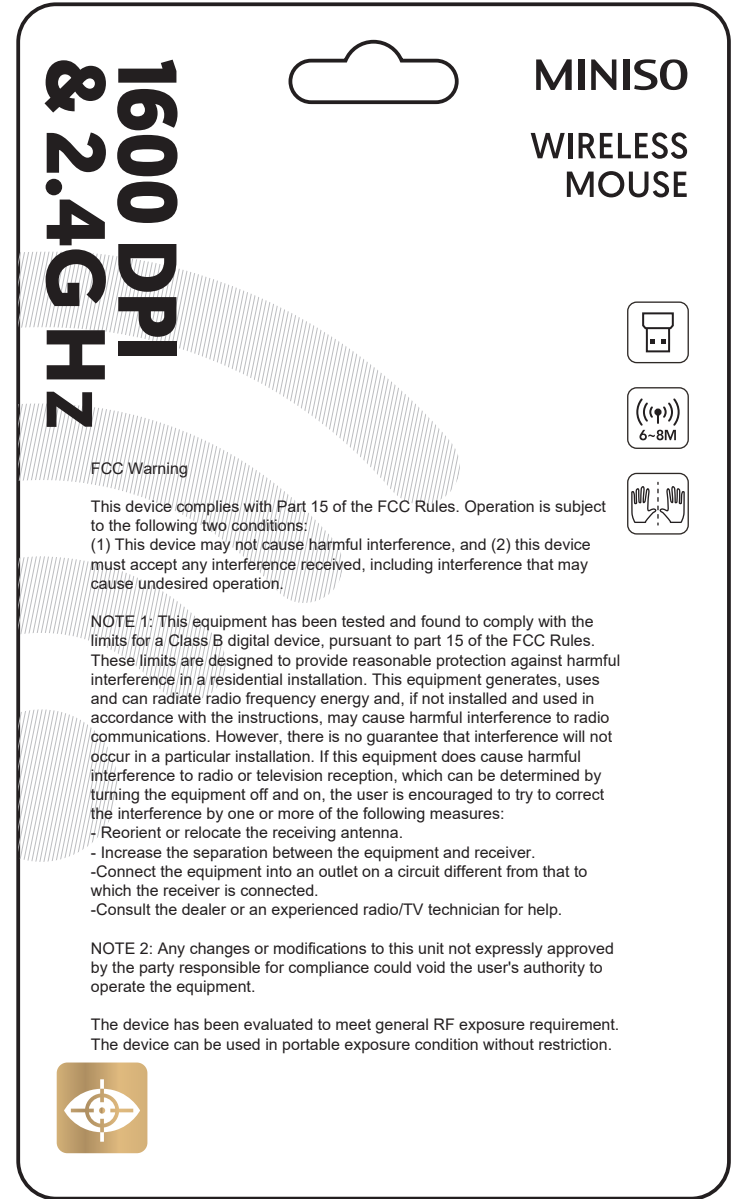 1600 DPI
& 2.4G Hz
MINISO
WIRELESS
MOUSE
6~8M
FCC Warning
This device complies with Part 15 of the FCC Rules. Operation is subject
to the following two conditions:
(1) This device may not cause harmful interference, and (2) this device
must accept any interference received, including interference that may
cause undesired operation.
NOTE 1: This equipment has been tested and found to comply with the
limits for a Class B digital device, pursuant to part 15 of the FCC Rules.
These limits are designed to provide reasonable protection against harmful
interference in a residential installation. This equipment generates, uses
and can radiate radio frequency energy and, if not installed and used in
accordance with the instructions, may cause harmful interference to radio
communications. However, there is no guarantee that interference will not
occur in a particular installation. If this equipment does cause harmful
interference to radio or television reception, which can be determined by
turning the equipment off and on, the user is encouraged to try to correct
the interference by one or more of the following measures:
- Reorient or relocate the receiving antenna.
- Increase the separation between the equipment and receiver.
-Connect the equipment into an outlet on a circuit different from that to
which the receiver is connected.
-Consult the dealer or an experienced radio/TV technician for help.
NOTE 2: Any changes or modifications to this unit not expressly approved
by the party responsible for compliance could void the user's authority to
operate the equipment.
The device has been evaluated to meet general RF exposure requirement.
The device can be used in portable exposure condition without restriction.